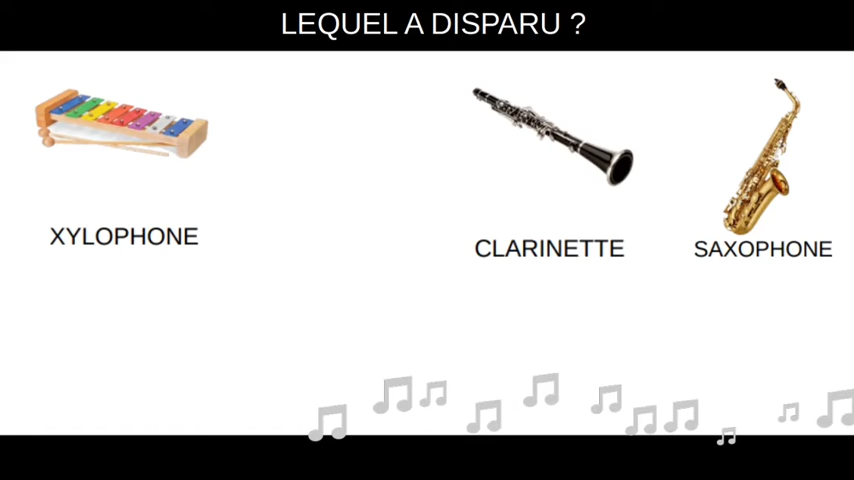 LEQUEL A DISPARU ?
XYLOPHONE
CLARINETTE
SAXOPHONE